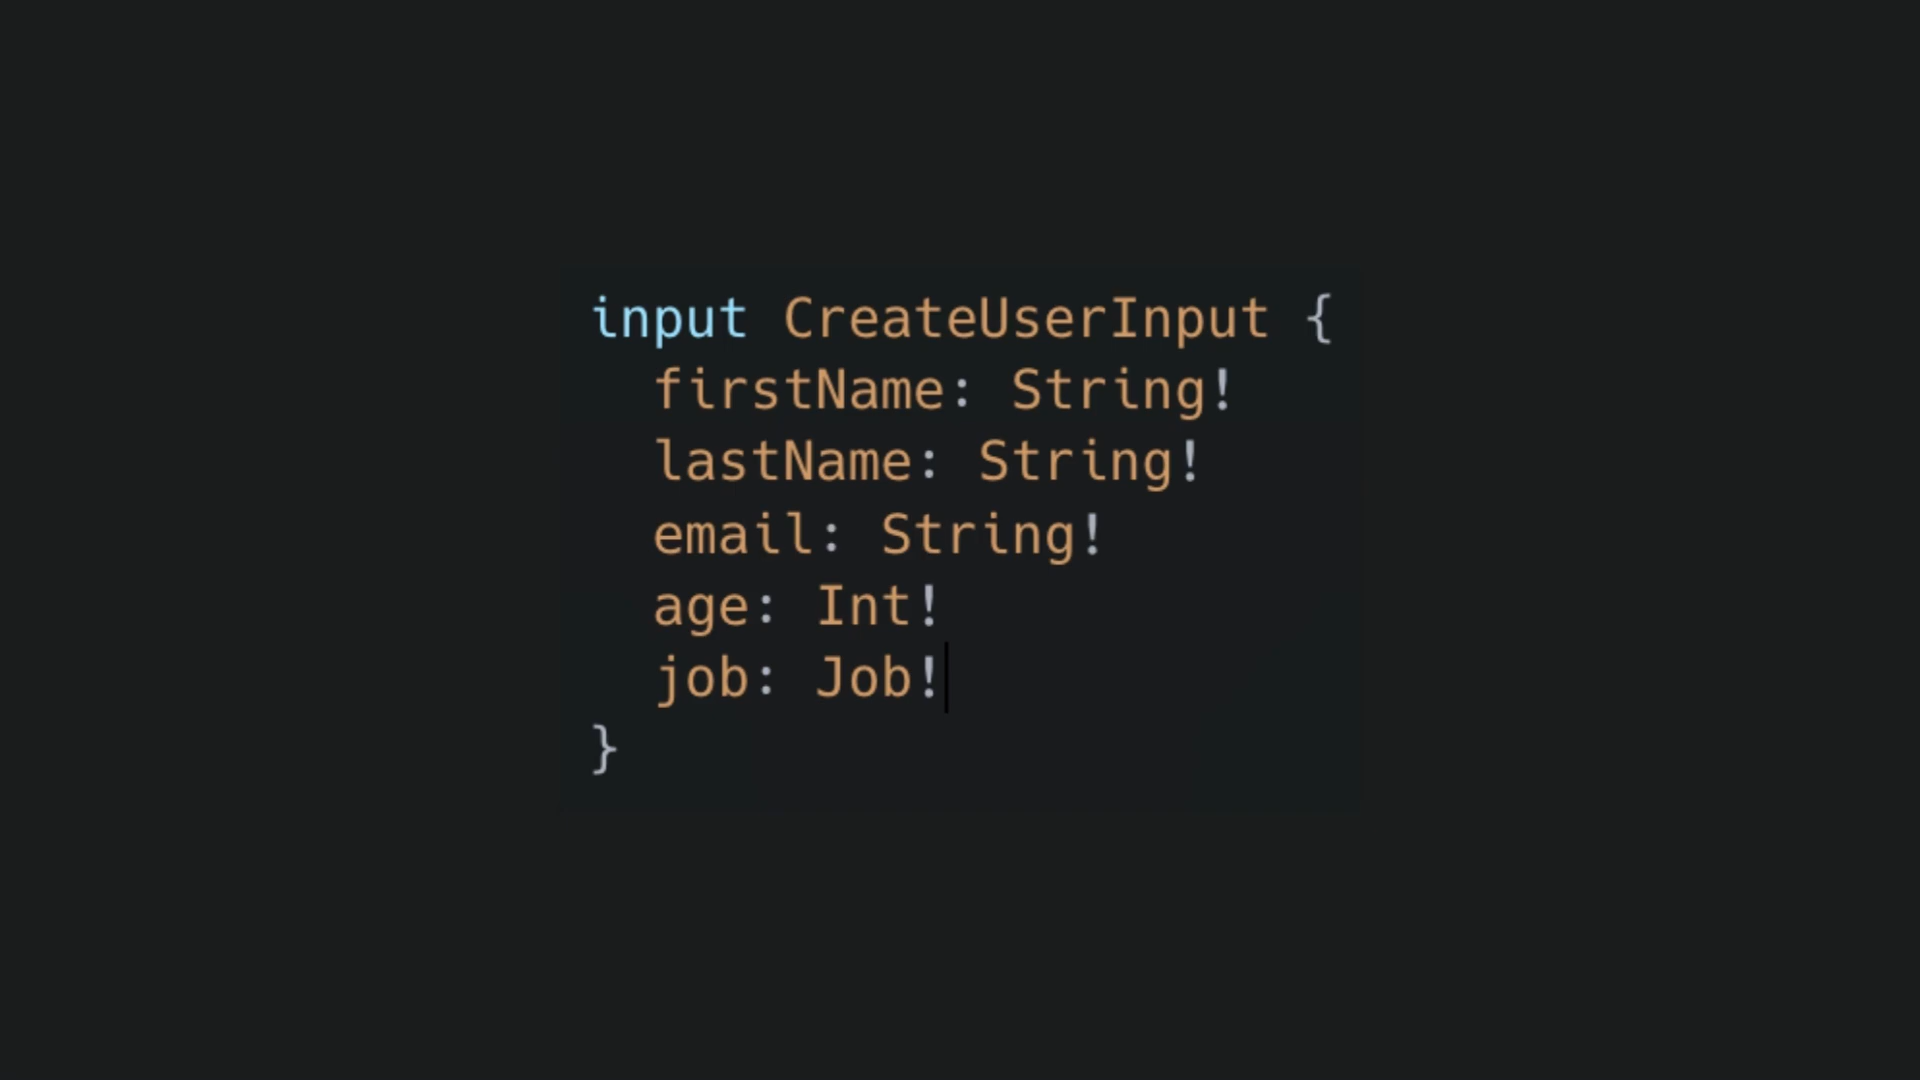 input CreateUserInput {
  firstName: String!
  lastName: String!
  email: String!
  age: Int!
  job: Job!
}